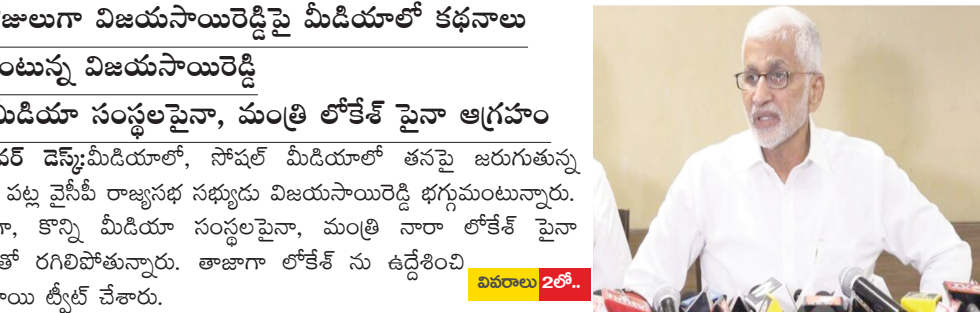 విజయసాయిరెడ్డిపై మీడియాలో కథనాలు
విజయసాయిరెడ్డి
సంస్థలపైనా, మంత్రి లోకేశ్ పైనా ఆగ్రహం
డెస్క్:మీడియాలో, సోషల్ మీడియాలో తనపై జరుగుతున్న
పట్ల వైసీపీ రాజ్యసభ సభ్యుడు విజయసాయిరెడ్డి భగ్గుమంటున్నారు.
కొన్ని మీడియా సంస్థలపైనా, మంత్రి నారా లోకేశ్ పైనా
రగిలిపోతున్నారు. తాజాగా లోకేశ్ ను ఉద్దేశించి
ట్వీట్ చేశారు.
వివరాలు 2లో..